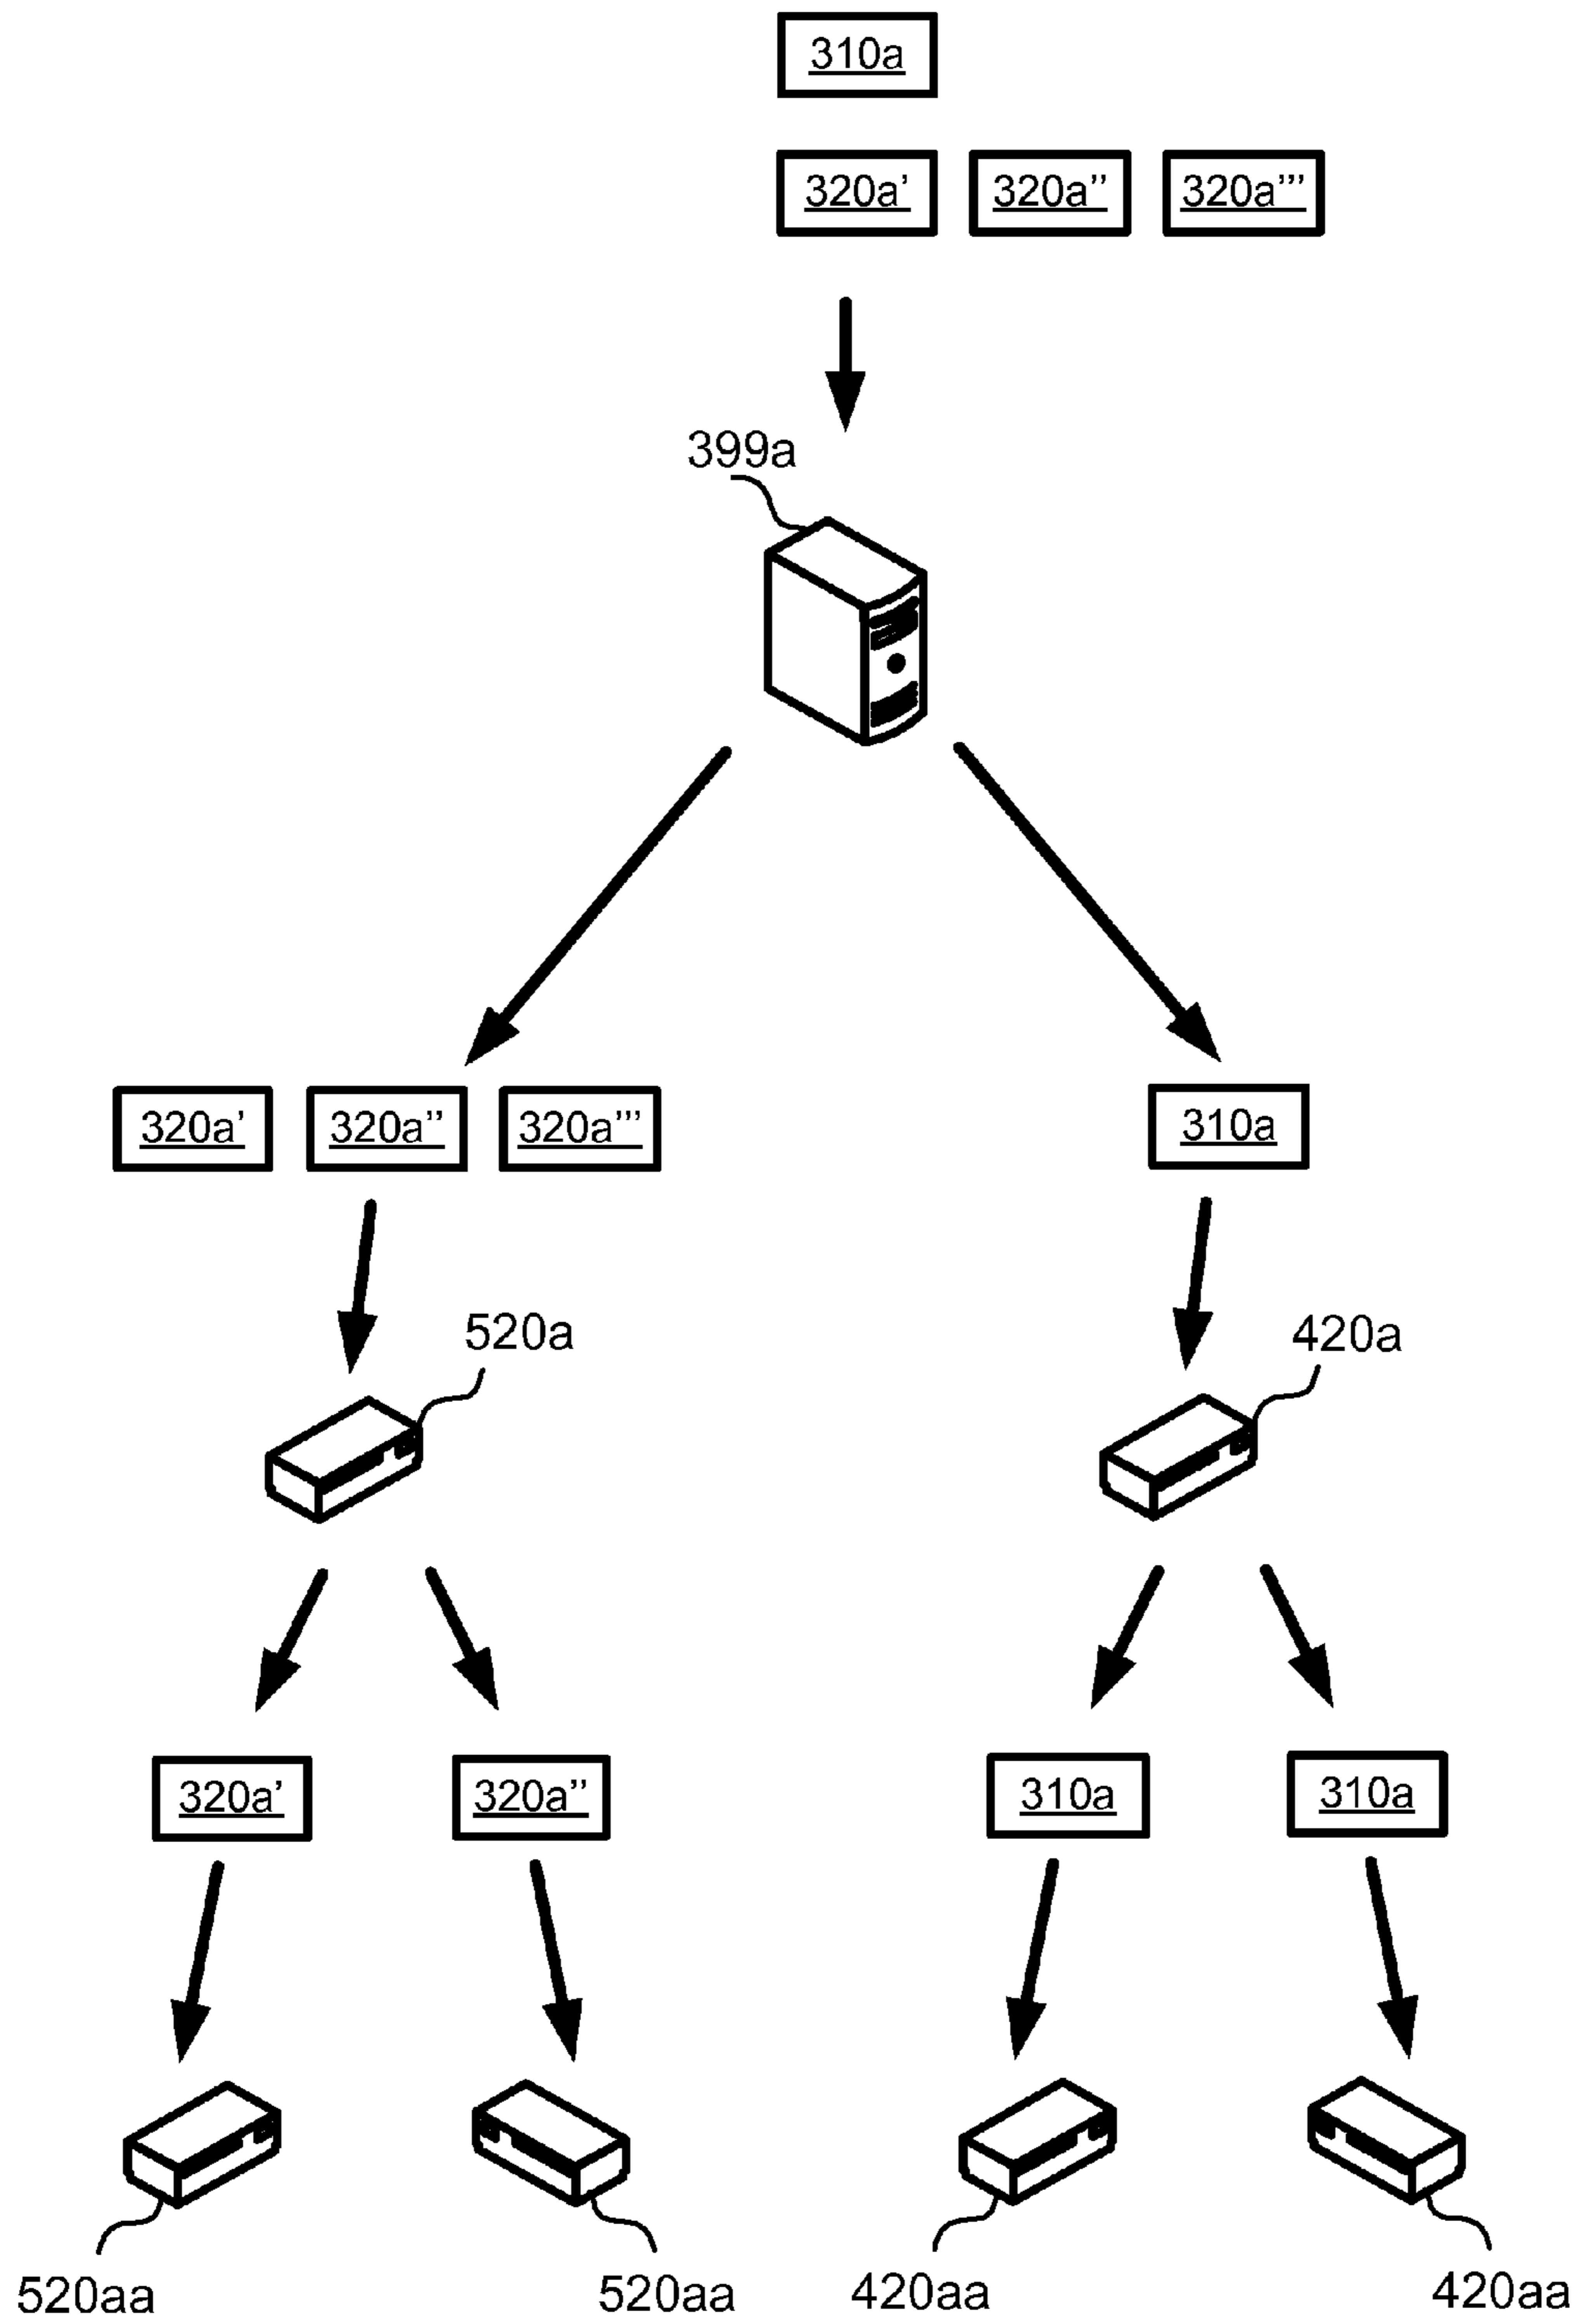 310a
320a’ 320a’’ 320a’’’
399a
320a’ 320a’’ 320a’’’ 310a
520a 420a
320a’ 320a’’ 310a 310a
520aa 520aa 420aa 420aa